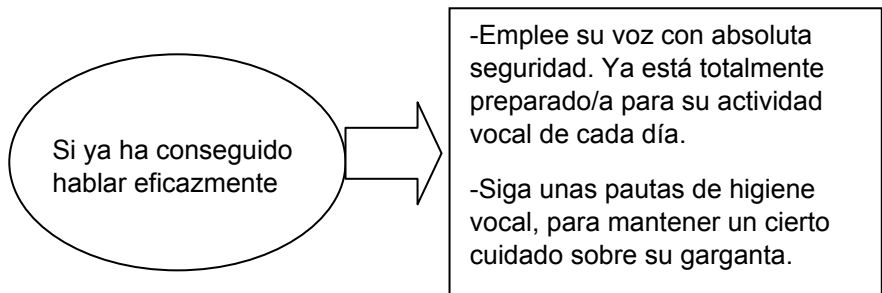 Si ya ha conseguido
hablar eficazmente
-Emplee su voz con absoluta
seguridad. Ya está totalmente
preparado/a para su actividad
vocal de cada día.
-Siga unas pautas de higiene
vocal, para mantener un cierto
cuidado sobre su garganta.